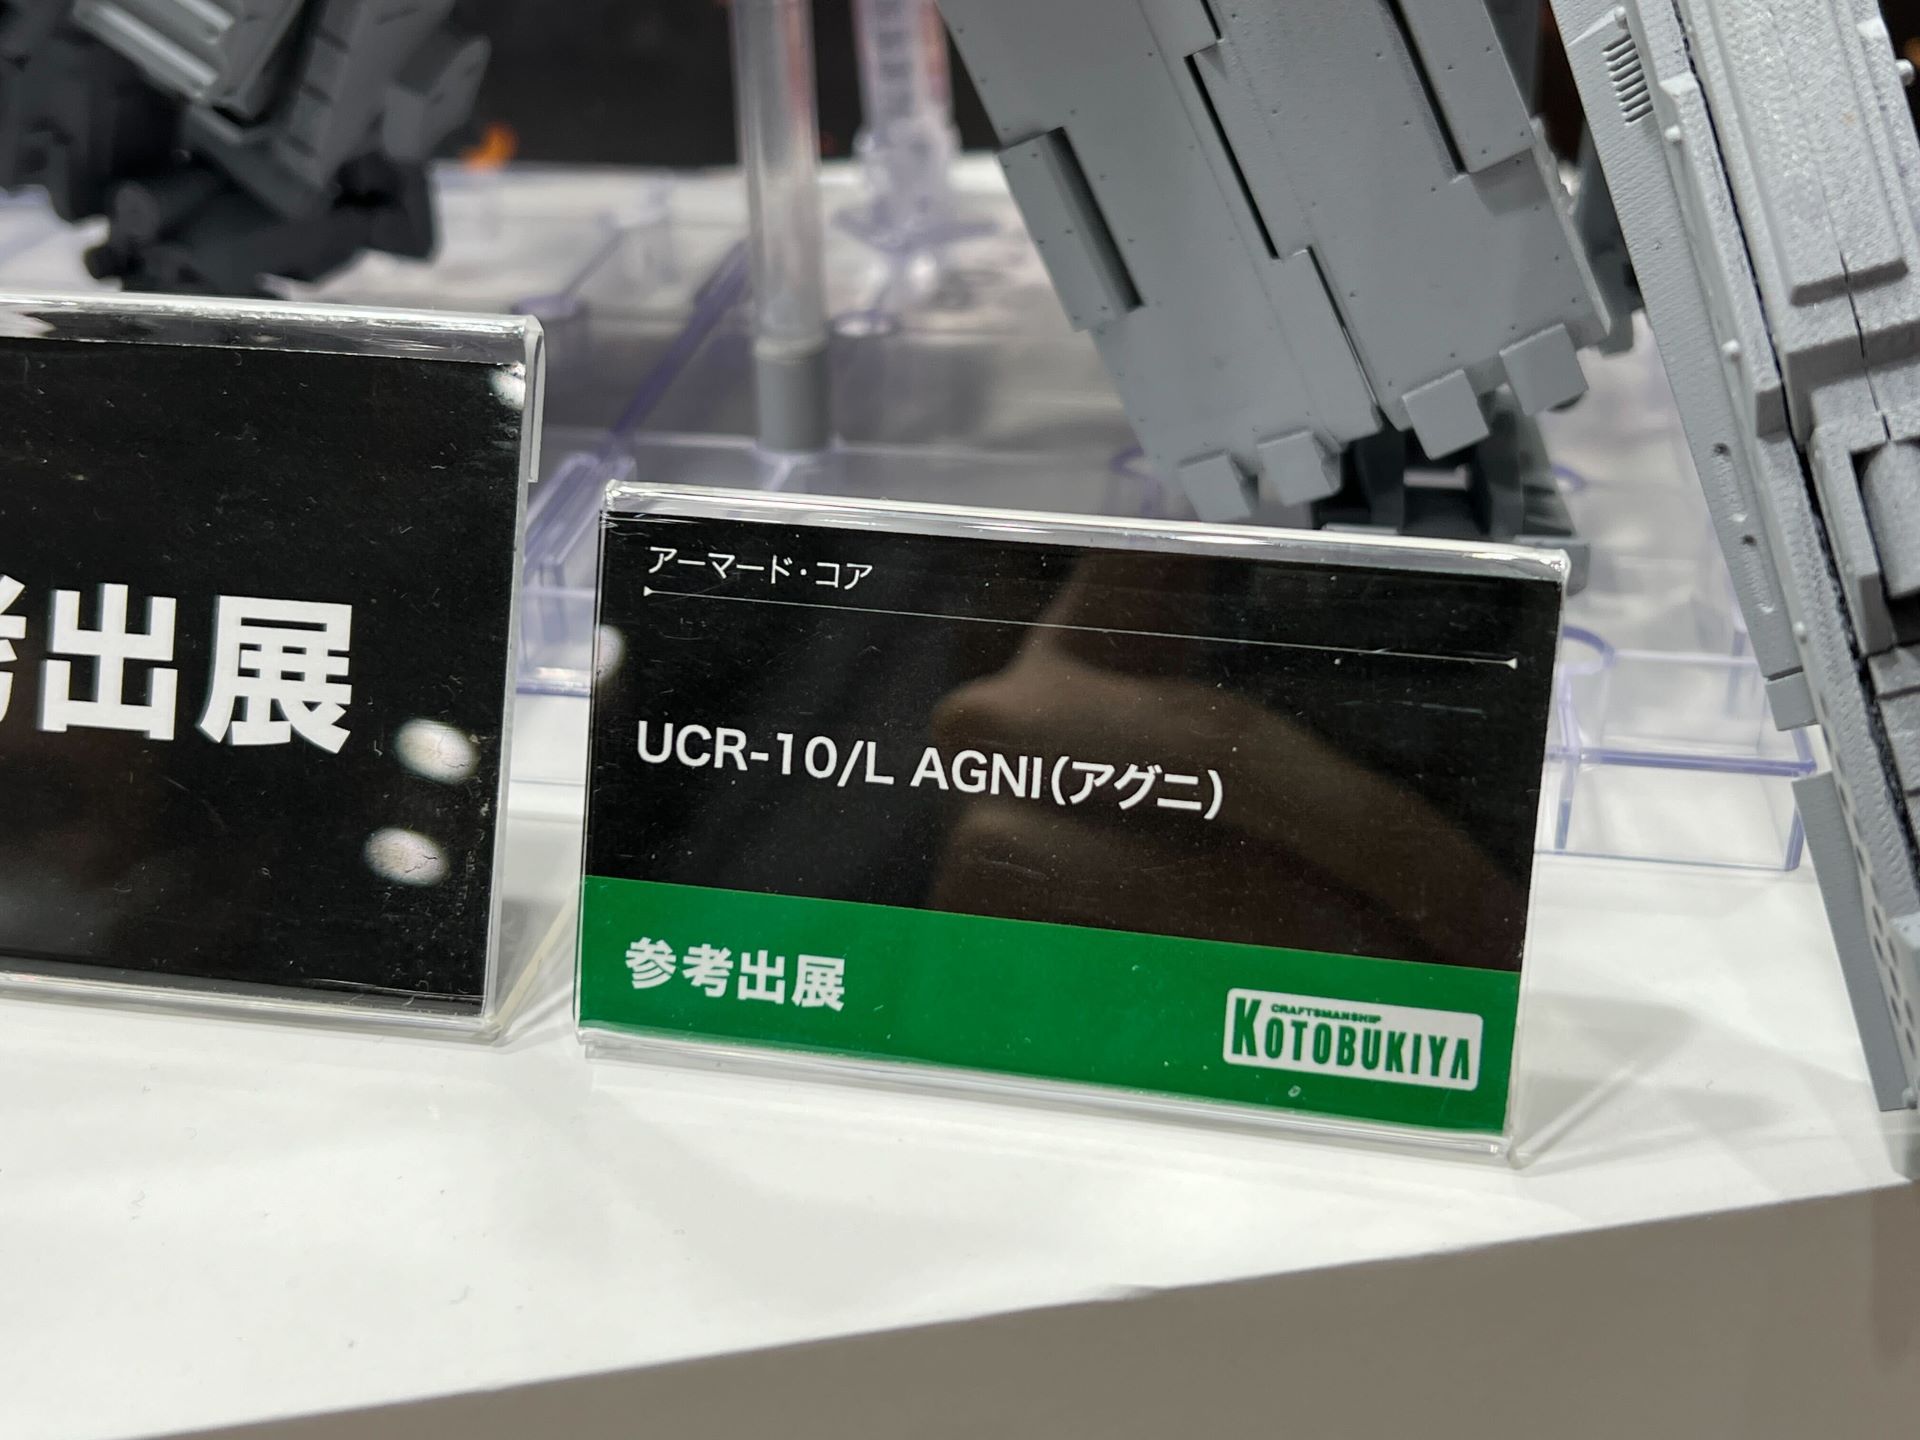 出展
アーマード・コア
UCR-10/L AGNI(アグニ)
参考出展
CRAFTSMANSHIP
KOTOBUKIYA